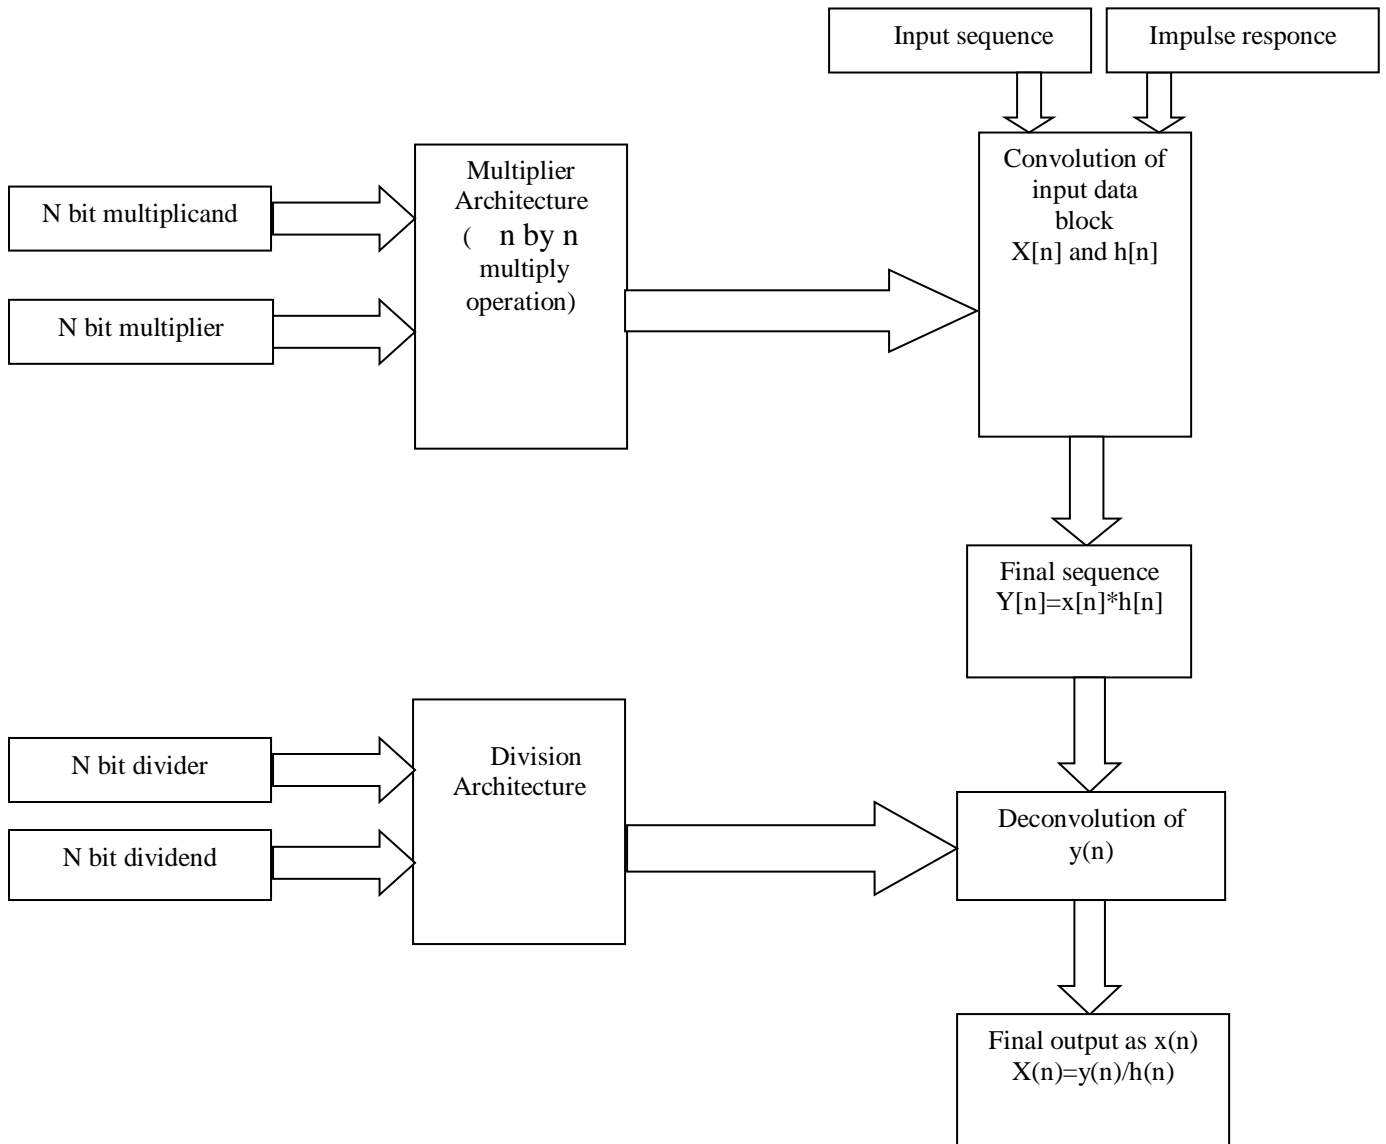 Input sequence
Impulse responce
Convolution of
input data
block
X[n] and h[n]
Multiplier
Architecture
( n by n
multiply
operation)
N bit multiplicand
N bit multiplier
Final sequence
Y[n]=x[n]*h[n]
N bit divider
N bit dividend
Division
Architecture
Deconvolution of
y(n)
Final output as x(n)
X(n)=y(n)/h(n)